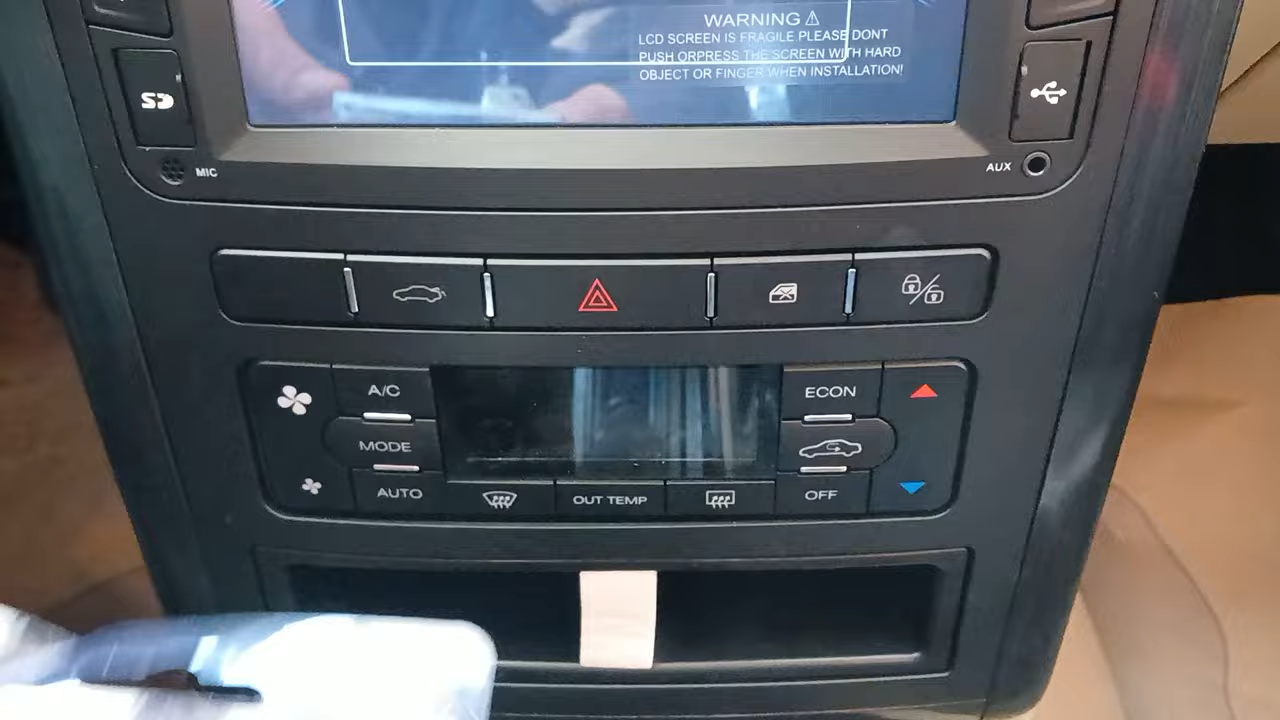 WARNING ⚠
LCD SCREEN IS FRAGILE PLEASE DONT
PUSH ORPRESS THE SCREEN WITH HARD
OBJECT OR FINGER WHEN INSTALLATION!
SD
MIC
AUX
A/C
ECON
MODE
AUTO
OUT TEMP
OFF